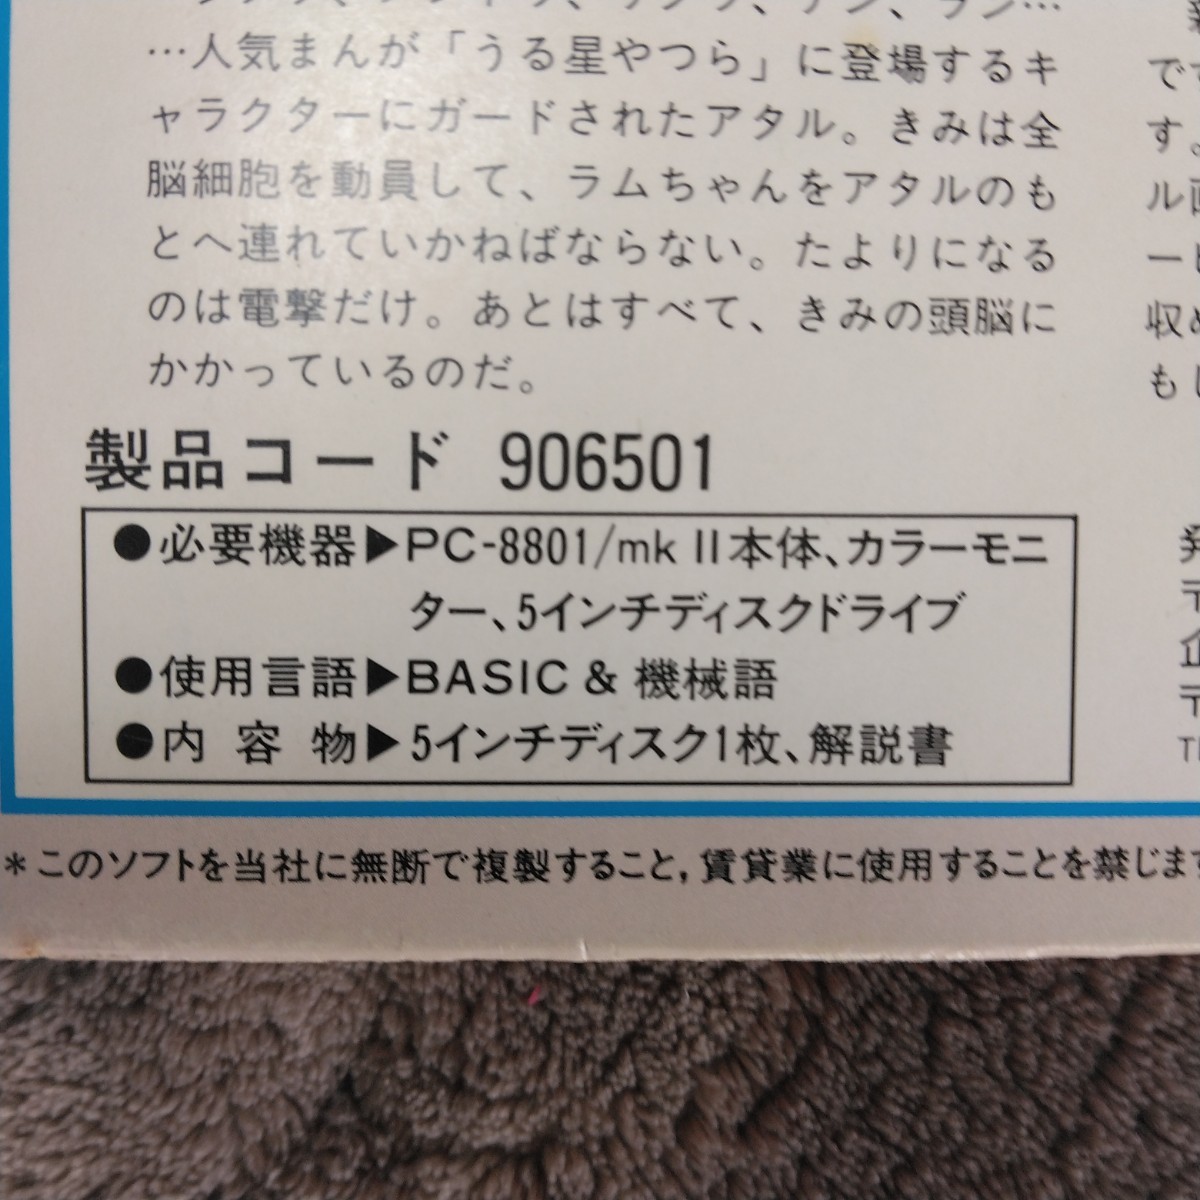 …人気まんが「うる星やつら」に登場するキ
ャラクターにガードされたアタル。きみは全
脳細胞を動員して、ラムちゃんをアタルのも
とへ連れていかねばならない。たよりになる
のは電撃だけ。あとはすべて、きみの頭脳に
かかっているのだ。
製品コード 906501
●必要機器▶PC-8801/mk II本体、カラーモニ
ター、5インチディスクドライブ
●使用言語▶BASIC & 機械語
●内容物▶5インチディスク1枚、解説書
*このソフトを当社に無断で複製すること,賃貸業に使用することを禁じます
で
す。
ル
ー
収
も
〒
〒